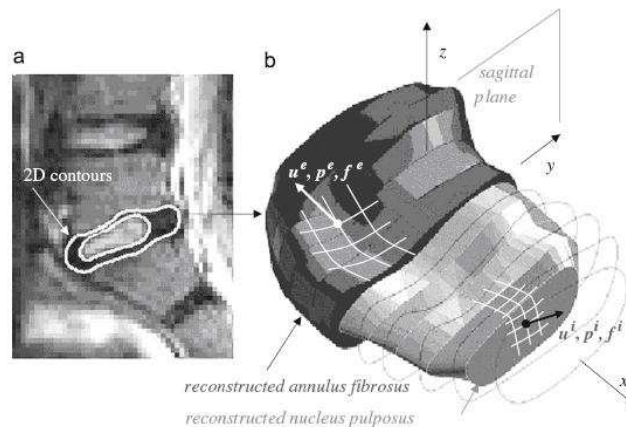 a
b
z
sagittal
plane
2D contours
u^e, p^e, f^e
y
u^i, p^i, f^i
x
reconstructed annulus fibrosus
reconstructed nucleus pulposus